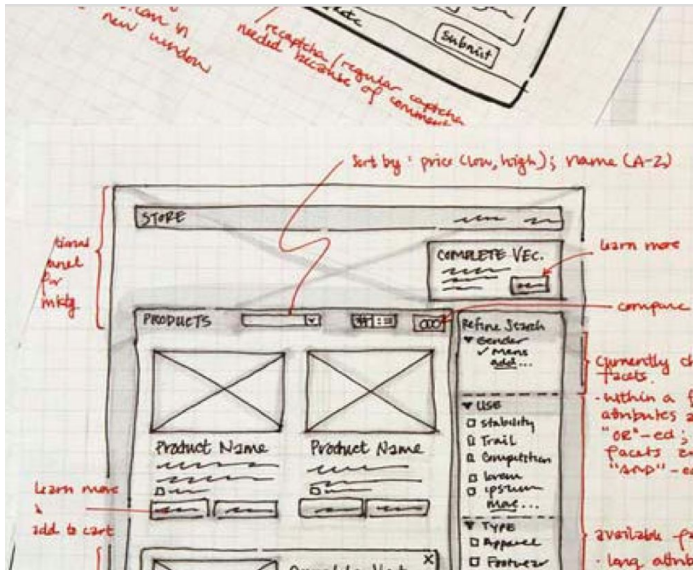 can in
new window
recaptcha/regular captcha
needed because of comment
Submit
Sort by: price (low, high); name (A-Z)
STORE
COMPLETE VEC.
learn more
panel
for
mktg
compare
PRODUCTS
Refine Search
Gender
✓ Mens
add...
Currently
facets.
- within a
attributes
"OR"-ed;
facets
"AND"
USE
Stability
Trail
Competition
lorem
ipsum
more...
Product Name
Product Name
Learn more
&
add to cart
TYPE
Apparel
Footwear
available
- long
X